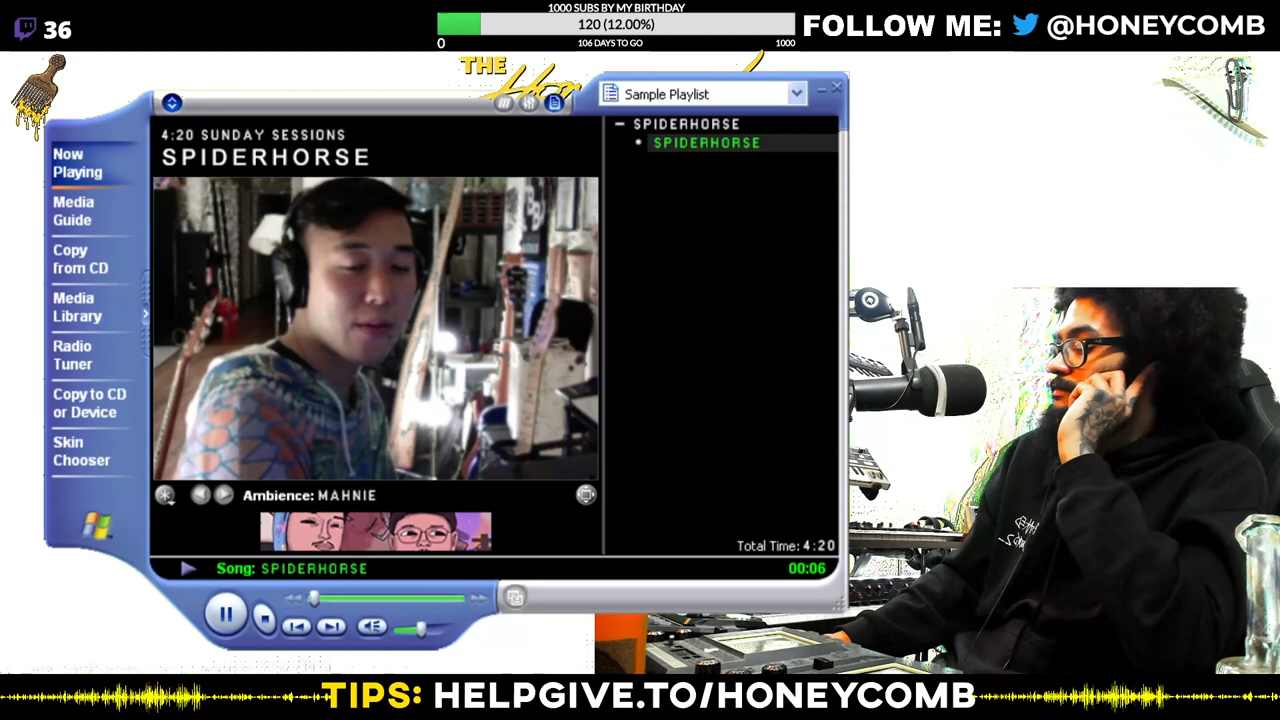 36
1000 SUBS BY MY BIRTHDAY
120 (12.00%)
0
106 DAYS TO GO
1000
FOLLOW ME: @HONEYCOMB
THE
Sample Playlist
4:20 SUNDAY SESSIONS
SPIDERHORSE
SPIDERHORSE
SPIDERHORSE
Now
Playing
Media
Guide
Copy
from CD
Media
Library
Radio
Tuner
Copy to CD
or Device
Skin
Chooser
Ambience: MAHNIE
Total Time: 4:20
Song: SPIDERHORSE
00:06
TIPS: HELPGIVE.TO/HONEYCOMB